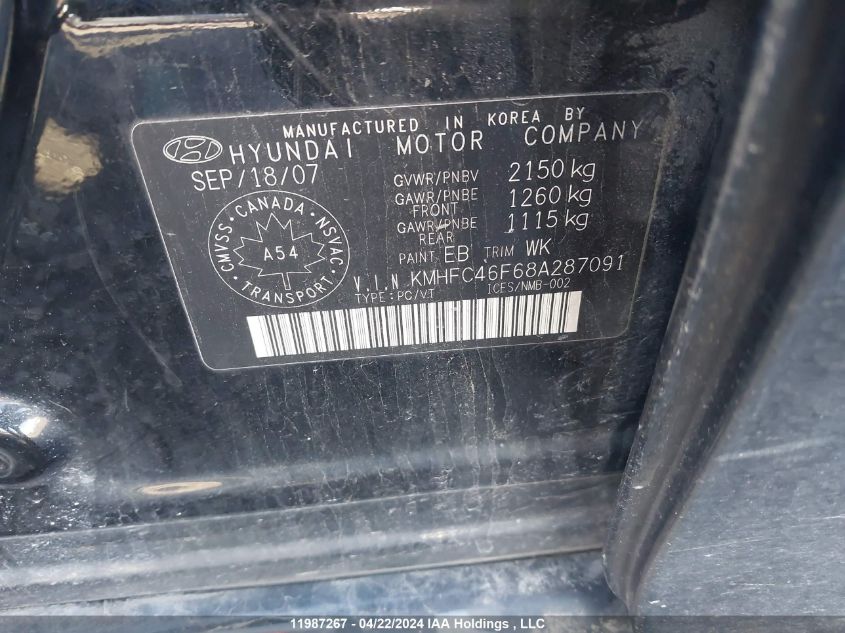 MANUFACTURED IN KOREA BY
HYUNDAI MOTOR COMPANY
SEP/18/07
GVWR/PNBV 2150 kg
GAWR/PNBE FRONT 1260 kg
GAWR/PNBE REAR 1115 kg
PAINT EB TRIM WK
CMVSS · CANADA · NSVAC
A54
TRANSPORT
V.I.N KMHFC46F68A287091
TYPE:PC/V.T ICES/NMB-002
11987267 - 04/22/2024 IAA Holdings , LLC